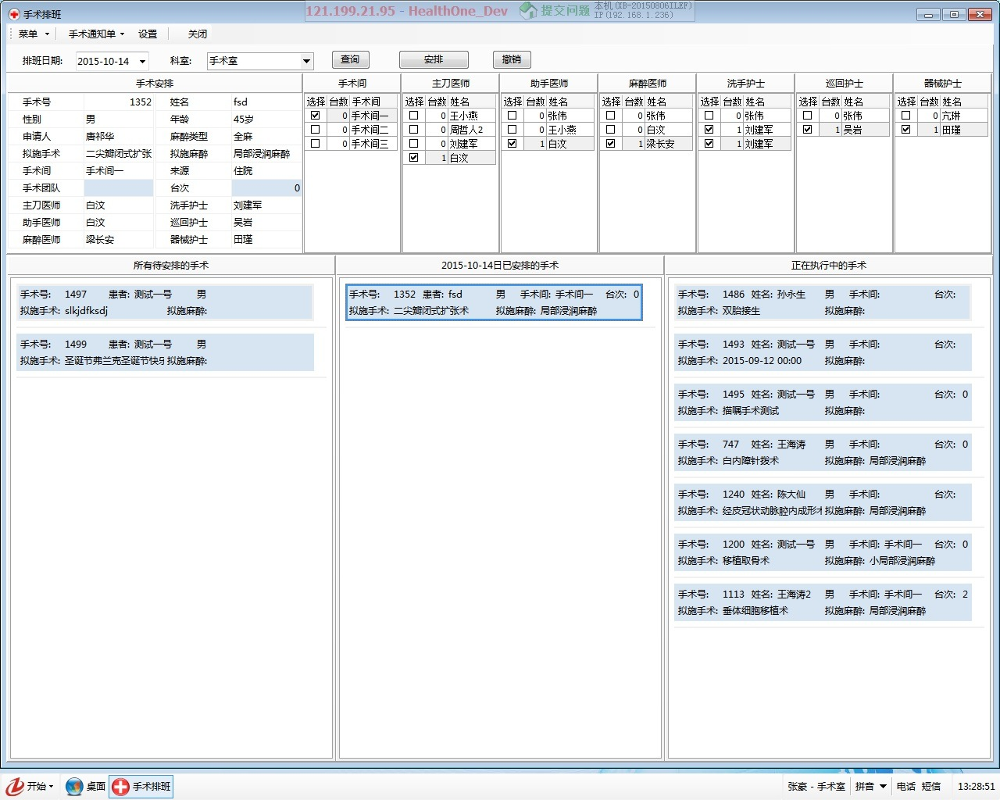 手术排班
121.199.21.95 - HealthOne_Dev 提交问题 本机(XB-20150806ILEF) IP(192.168.1.236)
菜单 手术通知单 设置 关闭
排班日期: 2015-10-14 科室: 手术室 查询 安排 撤销
手术安排 手术间 主刀医师 助手医师 麻醉医师 洗手护士 巡回护士 器械护士
手术号 1352 姓名 fsd
性别 男 年龄 45岁
申请人 唐祁华 麻醉类型 全麻
拟施手术 二尖瓣闭式扩张 拟施麻醉 局部浸润麻醉
手术间 手术间一 来源 住院
手术团队 台次 0
主刀医师 白汶 洗手护士 刘建军
助手医师 白汶 巡回护士 吴岩
麻醉医师 梁长安 器械护士 田瑾
选择 台数 手术间
0 手术间一
0 手术间二
0 手术间三
选择 台数 姓名
0 王小燕
0 周哲人2
0 刘建军
1 白汶
选择 台数 姓名
0 张伟
0 王小燕
1 白汶
选择 台数 姓名
0 张伟
0 白汶
1 梁长安
选择 台数 姓名
0 张伟
1 刘建军
1 刘建军
选择 台数 姓名
0 张伟
1 吴岩
选择 台数 姓名
0 亢琳
1 田瑾
所有待安排的手术
手术号: 1497 患者: 测试一号 男
拟施手术: slkjdfksdj 拟施麻醉:
手术号: 1499 患者: 测试一号 男
拟施手术: 圣诞节弗兰克圣诞节快乐 拟施麻醉:
2015-10-14日已安排的手术
手术号: 1352 患者: fsd 男 手术间: 手术间一 台次: 0
拟施手术: 二尖瓣闭式扩张术 拟施麻醉: 局部浸润麻醉
正在执行中的手术
手术号: 1486 姓名: 孙永生 男 手术间: 台次:
拟施手术: 双胎接生 拟施麻醉:
手术号: 1493 姓名: 测试一号 男 手术间: 台次:
拟施手术: 2015-09-12 00:00 拟施麻醉:
手术号: 1495 姓名: 测试一号 男 手术间: 台次: 0
拟施手术: 描嘱手术测试 拟施麻醉:
手术号: 747 姓名: 王海涛 男 手术间: 台次: 0
拟施手术: 白内障针拨术 拟施麻醉: 局部浸润麻醉
手术号: 1240 姓名: 陈大仙 男 手术间: 台次:
拟施手术: 经皮冠状动脉腔内成形术 拟施麻醉: 局部浸润麻醉
手术号: 1200 姓名: 测试一号 男 手术间: 手术间一 台次: 0
拟施手术: 移植取骨术 拟施麻醉: 小局部浸润麻醉
手术号: 1113 姓名: 王海涛2 男 手术间: 手术间一 台次: 2
拟施手术: 垂体细胞移植术 拟施麻醉: 局部浸润麻醉
开始 桌面 手术排班 张豪 - 手术室 拼音 电话 短信 13:28:51